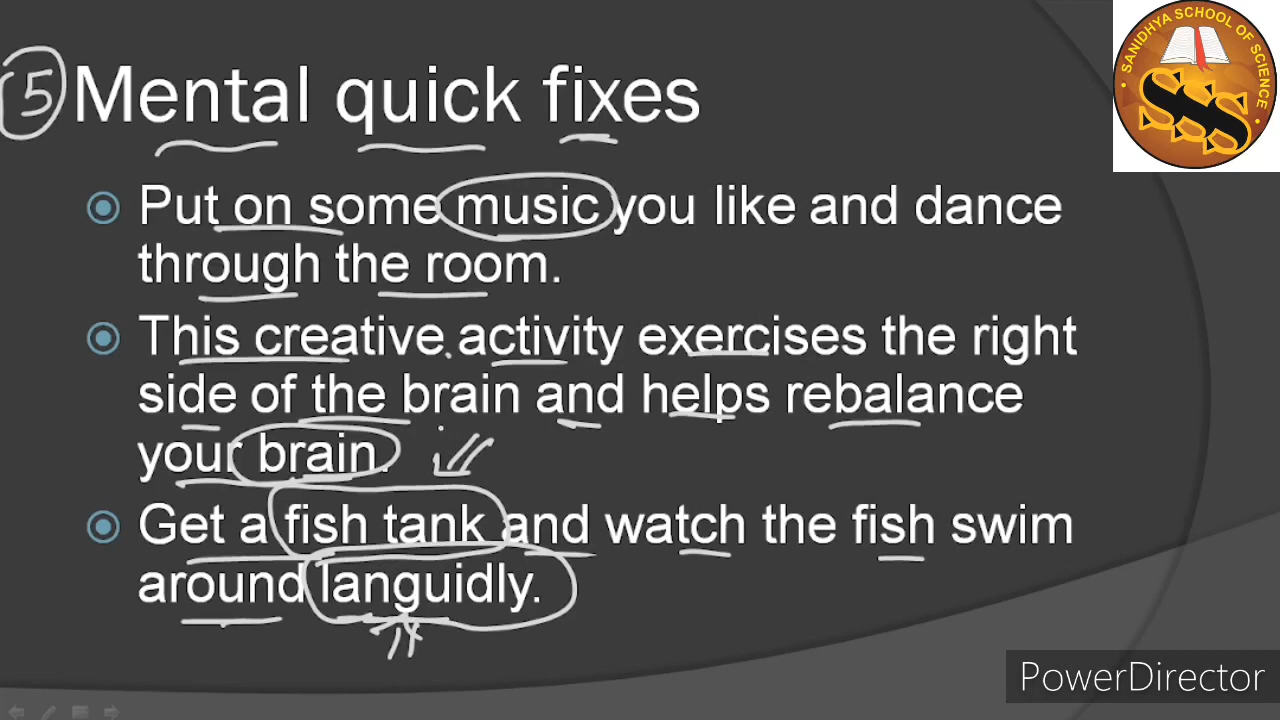 5 Mental quick fixes
SANIDHYA SCHOOL OF SCIENCE
SSS
Put on some music you like and dance
through the room.
This creative activity exercises the right
side of the brain and helps rebalance
your brain.
Get a fish tank and watch the fish swim
around languidly.
PowerDirector